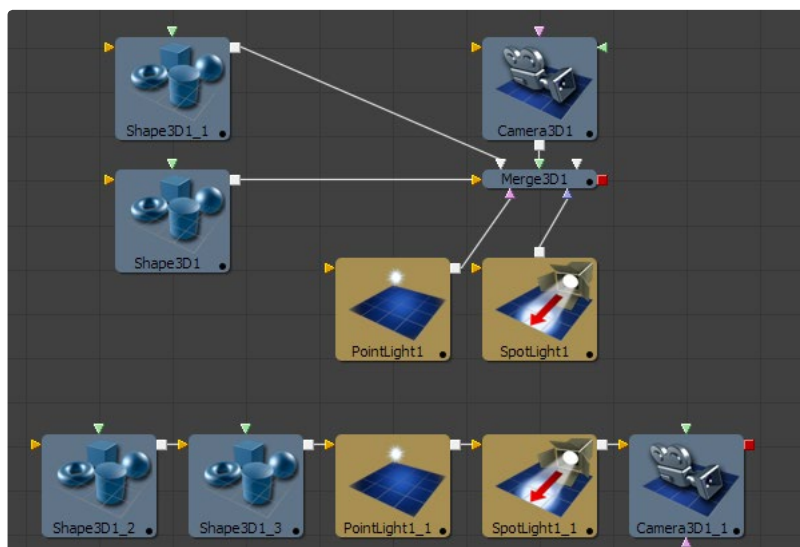 Shape3D1_1
Camera3D1
Merge3D1
Shape3D1
PointLight1
SpotLight1
Shape3D1_2
Shape3D1_3
PointLight1_1
SpotLight1_1
Camera3D1_1